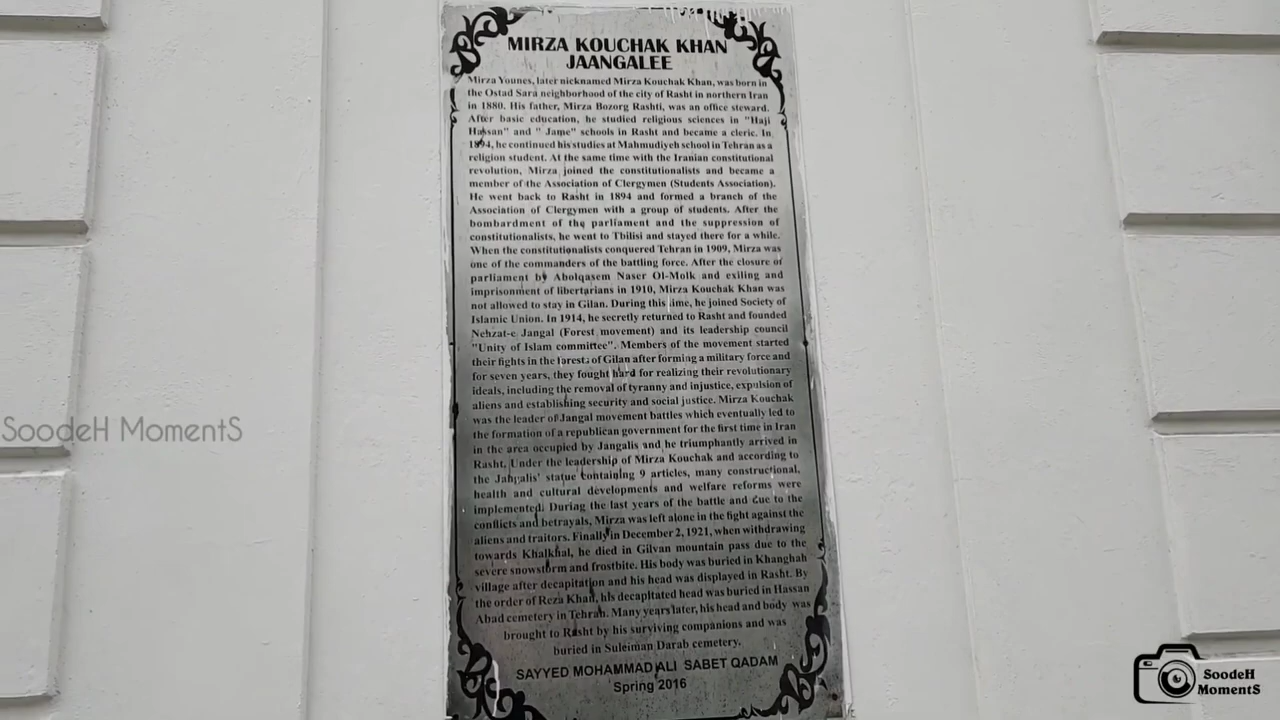 MIRZA KOUCHAK KHAN
JAANGALEE
Mirza Younes, later nicknamed Mirza Kouchak Khan, was born in
the Ostad Sara neighborhood of the city of Rasht in northern Iran
in 1880. His father, Mirza Bozorg Rashti, was an office steward.
After basic education, he studied religious sciences in "Haji
Hassan" and " Jame" schools in Rasht and became a cleric. In
1894, he continued his studies at Mahmudiyeh school in Tehran as a
religion student. At the same time with the Iranian constitutional
revolution, Mirza joined the constitutionalists and became a
member of the Association of Clergymen (Students Association).
He went back to Rasht in 1894 and formed a branch of the
Association of Clergymen with a group of students. After the
bombardment of the parliament and the suppression of
constitutionalists, he went to Tbilisi and stayed there for a while.
When the constitutionalists conquered Tehran in 1909, Mirza was
one of the commanders of the battling force. After the closure of
parliament by Abolqasem Naser Ol-Molk and exiling and
imprisonment of libertarians in 1910, Mirza Kouchak Khan was
not allowed to stay in Gilan. During this time, he joined Society of
Islamic Union. In 1914, he secretly returned to Rasht and founded
Nehzat-e Jangal (Forest movement) and its leadership council
"Unity of Islam committee". Members of the movement started
their fights in the forests of Gilan after forming a military force and
for seven years, they fought hard for realizing their revolutionary
ideals, including the removal of tyranny and injustice, expulsion of
aliens and establishing security and social justice. Mirza Kouchak
was the leader of Jangal movement battles which eventually led to
the formation of a republican government for the first time in Iran
in the area occupied by Jangalis and he triumphantly arrived in
Rasht. Under the leadership of Mirza Kouchak and according to
the Jangalis' statue containing 9 articles, many constructional,
health and cultural developments and welfare reforms were
implemented. During the last years of the battle and due to the
conflicts and betrayals, Mirza was left alone in the fight against the
aliens and traitors. Finally in December 2, 1921, when withdrawing
towards Khalkhal, he died in Gilvan mountain pass due to the
severe snowstorm and frostbite. His body was buried in Khanghah
village after decapitation and his head was displayed in Rasht. By
the order of Reza Khan, his decapitated head was buried in Hassan
Abad cemetery in Tehran. Many years later, his head and body was
brought to Rasht by his surviving companions and was
buried in Suleiman Darab cemetery.
SAYYED MOHAMMAD ALI SABET QADAM
Spring 2016
SoodeH MomentS
SoodeH
MomentS